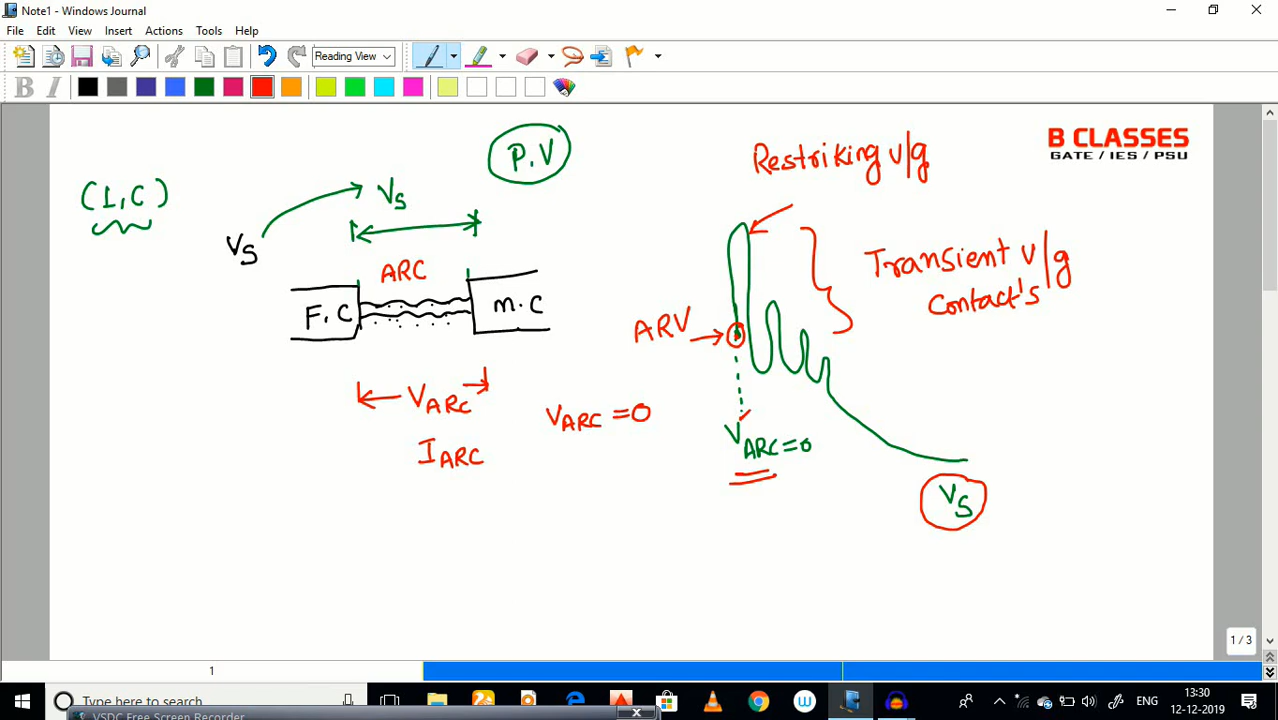 Note1 - Windows Journal
File Edit View Insert Actions Tools Help
Reading View
B I
B CLASSES
GATE / IES / PSU
P.V
Restriking v/g
(I,C)
VS
VS
ARC
Transient v/g
Contact's
F.C
m.C
ARV
VARC
VARC =0
IARC
VARC=0
VS
1 / 3
1
Type here to search
ENG
13:30
12-12-2019
VSDC Free Screen Recorder